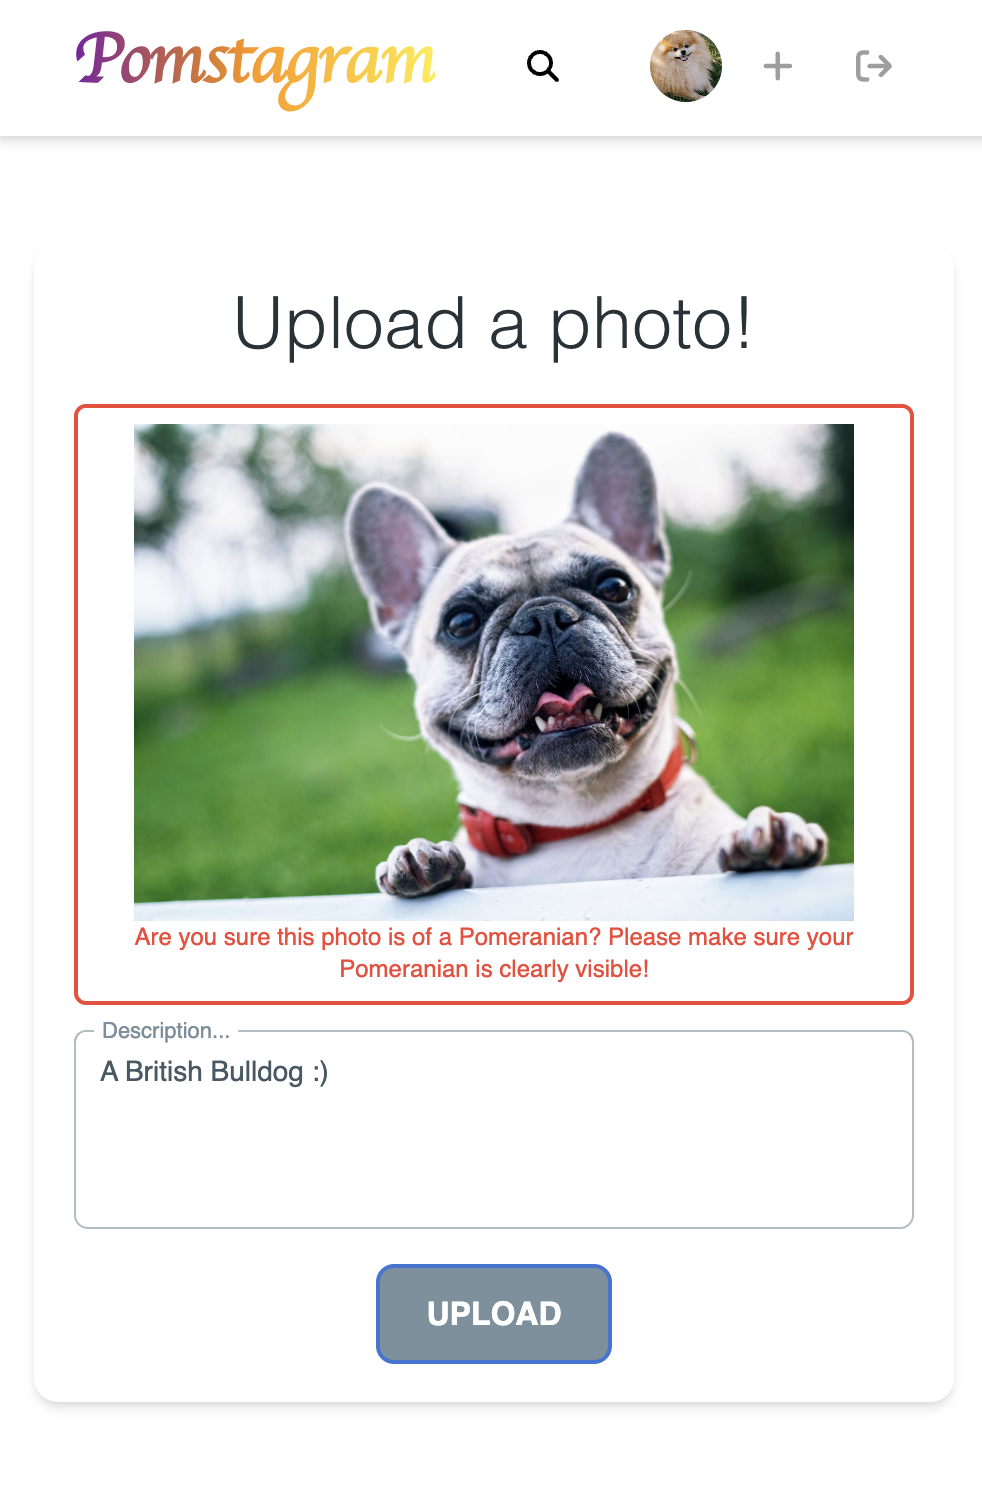 Pomstagram
Upload a photo!
Are you sure this photo is of a Pomeranian? Please make sure your
Pomeranian is clearly visible!
Description...
A British Bulldog :)
UPLOAD